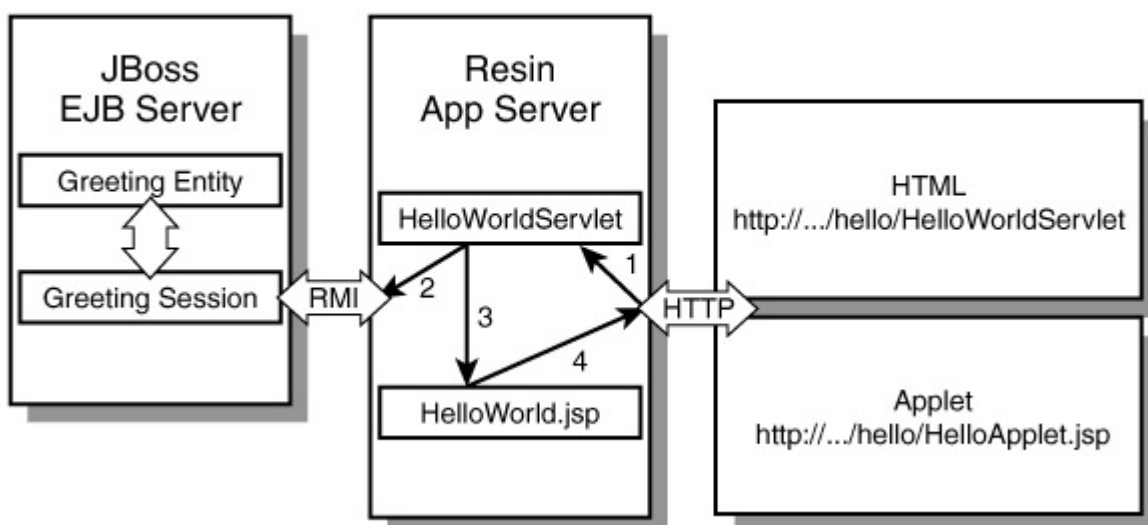 JBoss
EJB Server
Greeting Entity
Greeting Session
RMI
Resin
App Server
HelloWorldServlet
1
2
3
4
HelloWorld.jsp
HTTP
HTML
http://.../hello/HelloWorldServlet
Applet
http://.../hello/HelloApplet.jsp